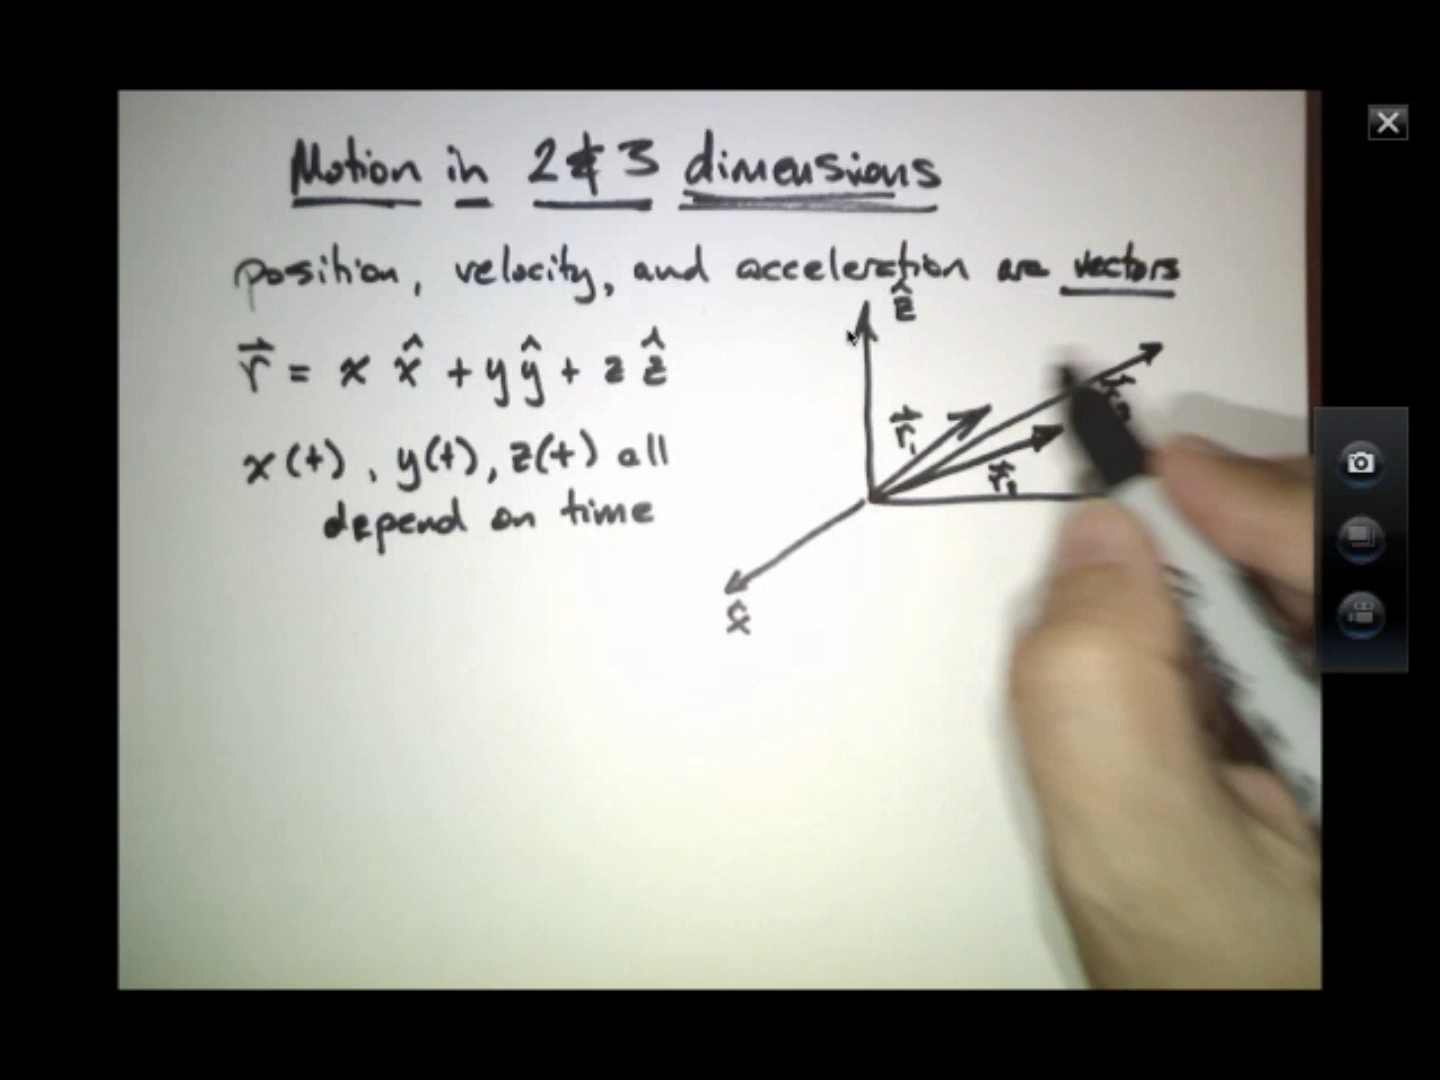 Motion in 2 & 3 dimensions
position, velocity, and acceleration are vectors
r⃗ = x x̂ + y ŷ + z ẑ
x(t), y(t), z(t) all
depend on time
ẑ
r⃗₁
r⃗₂
x̂